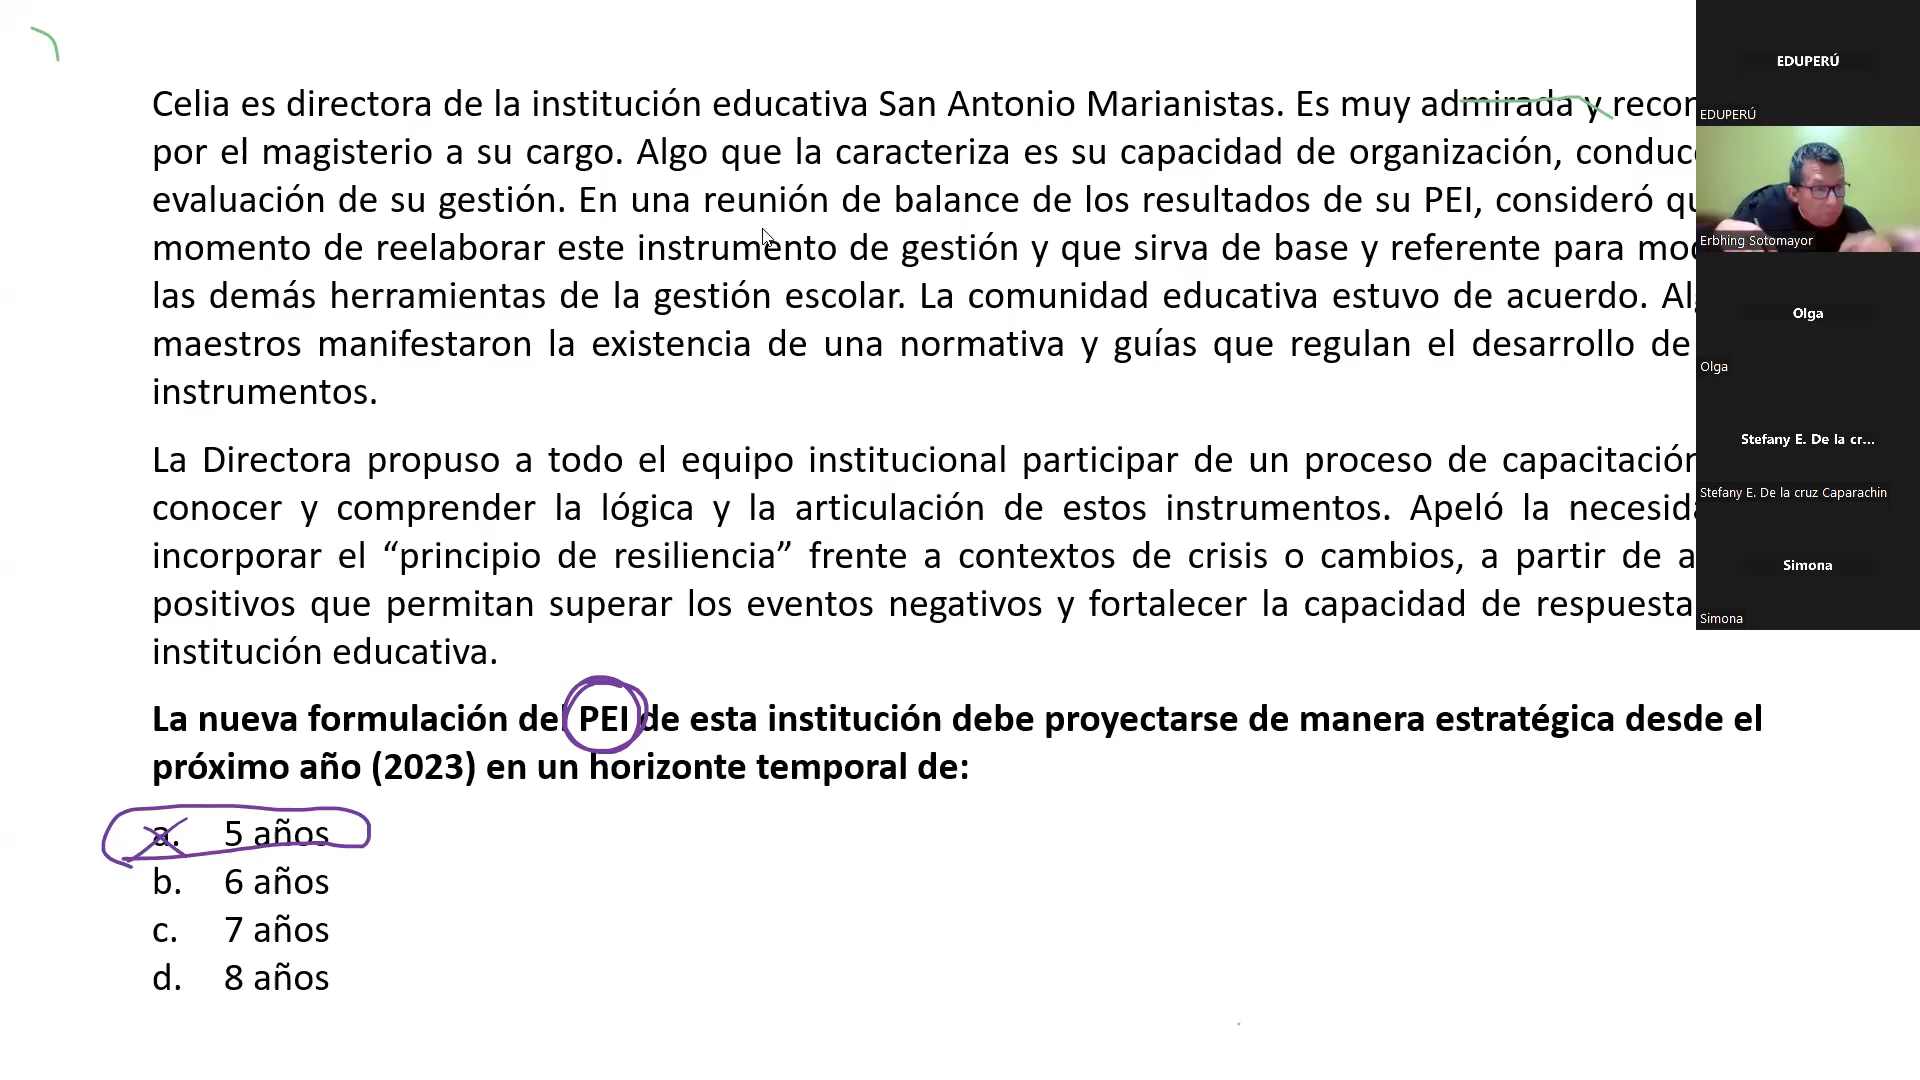 Celia es directora de la institución educativa San Antonio Marianistas. Es muy admirada y
por el magisterio a su cargo. Algo que la caracteriza es su capacidad de organización,
evaluación de su gestión. En una reunión de balance de los resultados de su PEI, consideró
momento de reelaborar este instrumento de gestión y que sirva de base y referente para
las demás herramientas de la gestión escolar. La comunidad educativa estuvo de acuerdo.
maestros manifestaron la existencia de una normativa y guías que regulan el desarrollo de
instrumentos.
La Directora propuso a todo el equipo institucional participar de un proceso de capacitación
conocer y comprender la lógica y la articulación de estos instrumentos. Apeló la
incorporar el “principio de resiliencia” frente a contextos de crisis o cambios, a partir de
positivos que permitan superar los eventos negativos y fortalecer la capacidad de respuesta
institución educativa.
La nueva formulación del PEI de esta institución debe proyectarse de manera estratégica desde el
próximo año (2023) en un horizonte temporal de:
a. 5 años
b. 6 años
c. 7 años
d. 8 años
EDUPERÚ
EDUPERÚ
Erbhing Sotomayor
Olga
Olga
Stefany E. De la cr...
Stefany E. De la cruz Caparachin
Simona
Simona